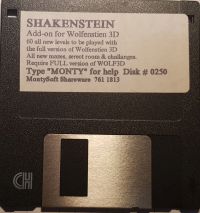 SHAKENSTEIN
Add-on for Wolfenstien 3D
60 all new levels to be played with
the full version of Wolfenstien 3D
All new mazes, secret rooms & challanges.
Require FULL version of WOLF3D
Type "MONTY" for help Disk # 0250
MontySoft Shareware 761 1813